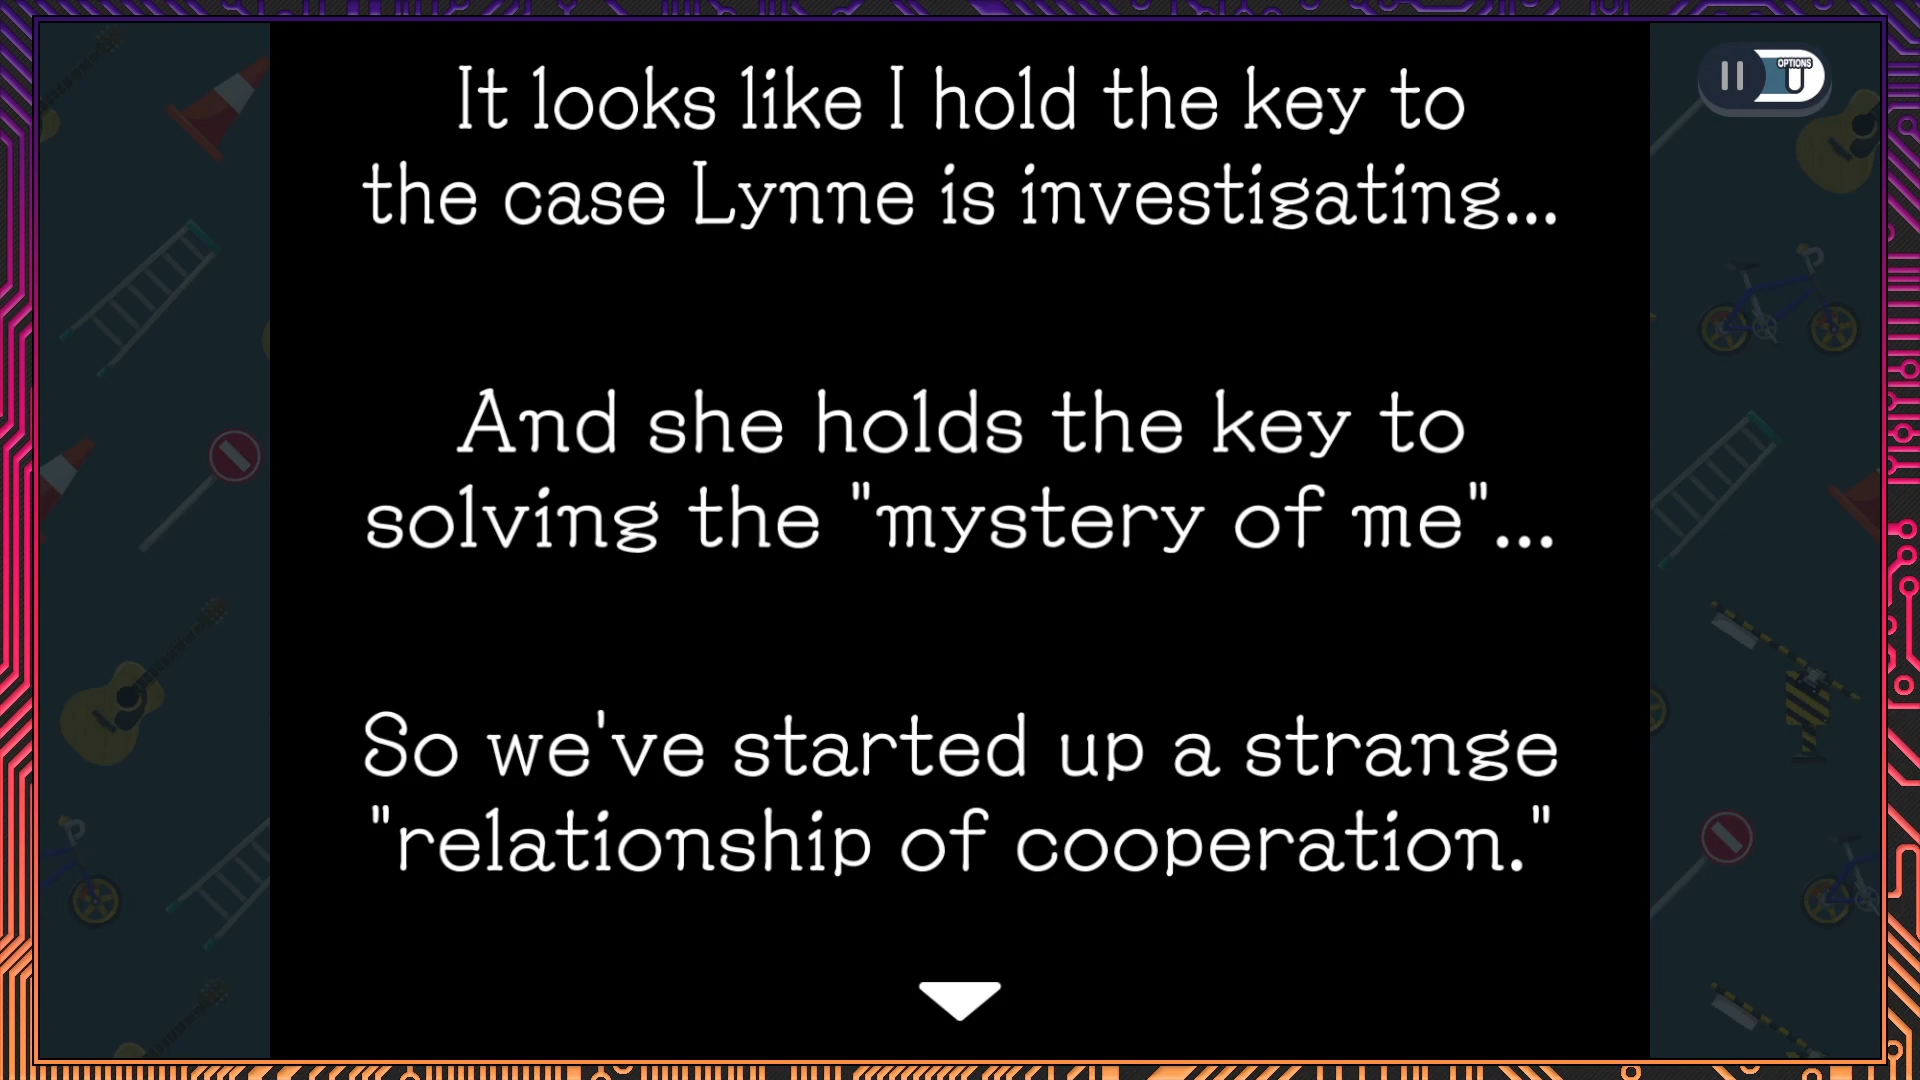 OPTIONS
It looks like I hold the key to
the case Lynne is investigating...
And she holds the key to
solving the "mystery of me"...
So we've started up a strange
"relationship of cooperation."